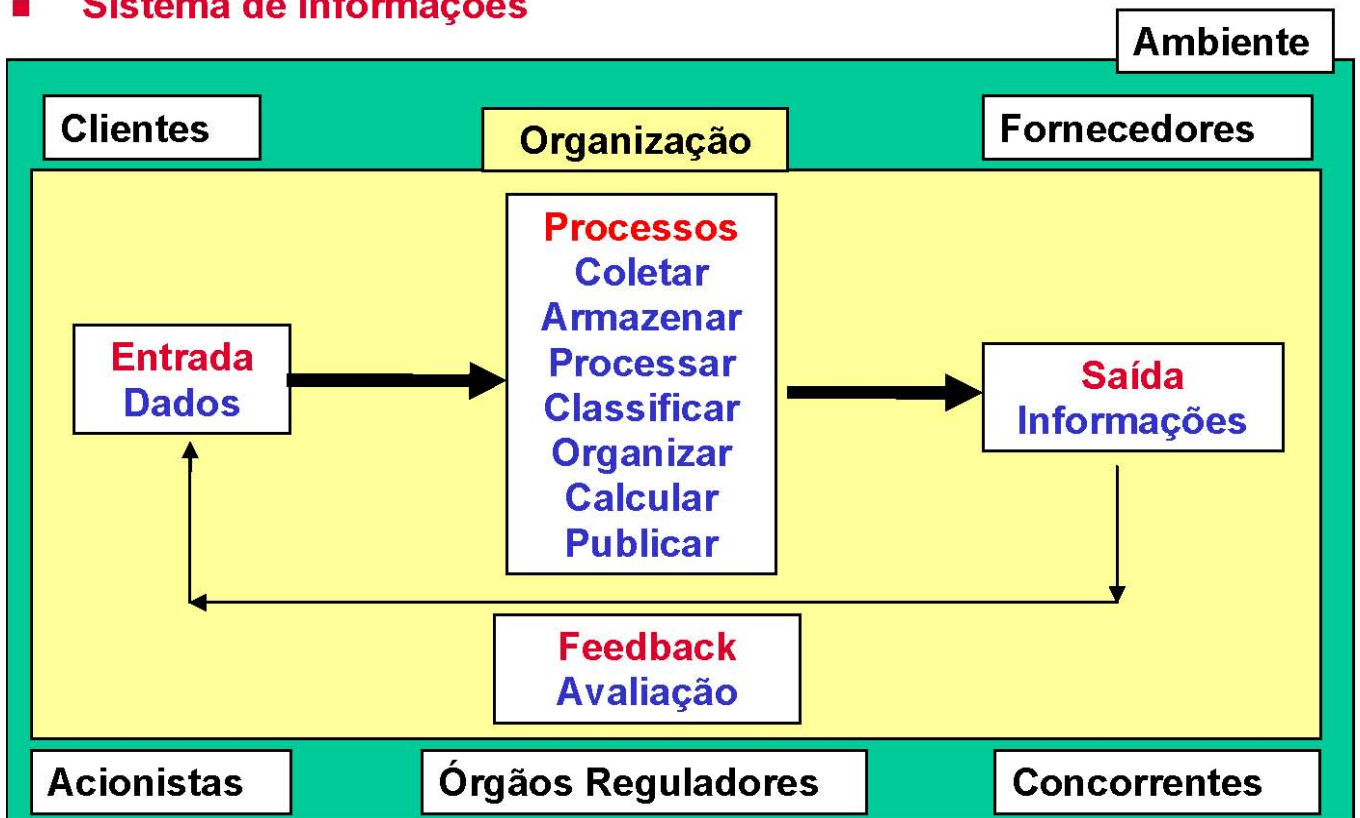 Sistema de Informações
Ambiente
Clientes
Organização
Fornecedores
Processos
Coletar
Armazenar
Processar
Classificar
Organizar
Calcular
Publicar
Entrada
Dados
Saída
Informações
Feedback
Avaliação
Acionistas
Órgãos Reguladores
Concorrentes